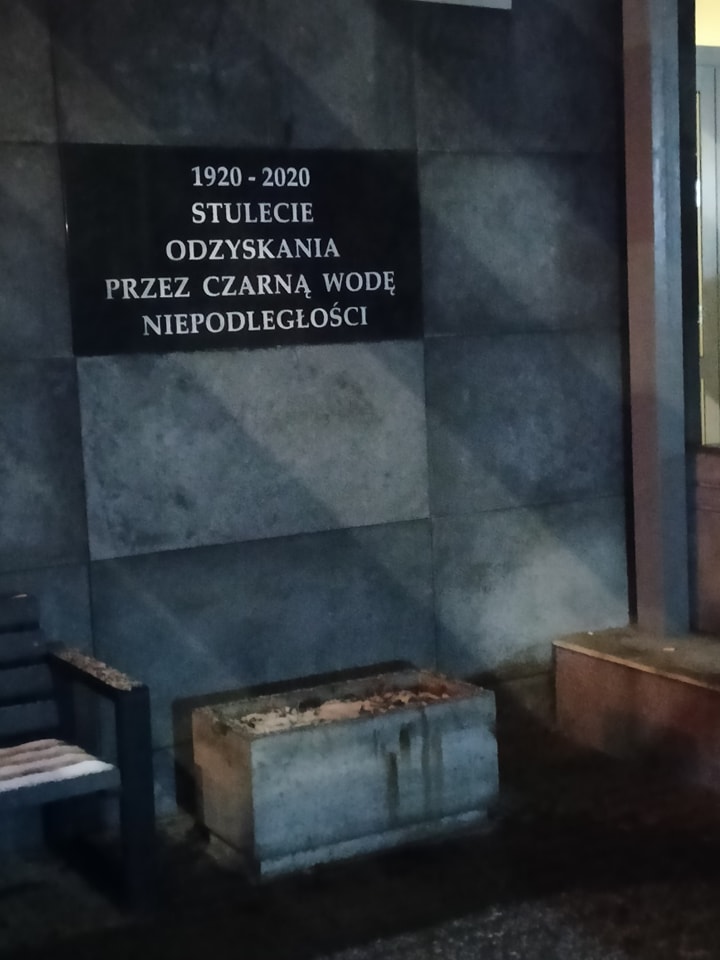 1920 - 2020
STULECIE
ODZYSKANIA
PRZEZ CZARNĄ WODĘ
NIEPODLEGŁOŚCI